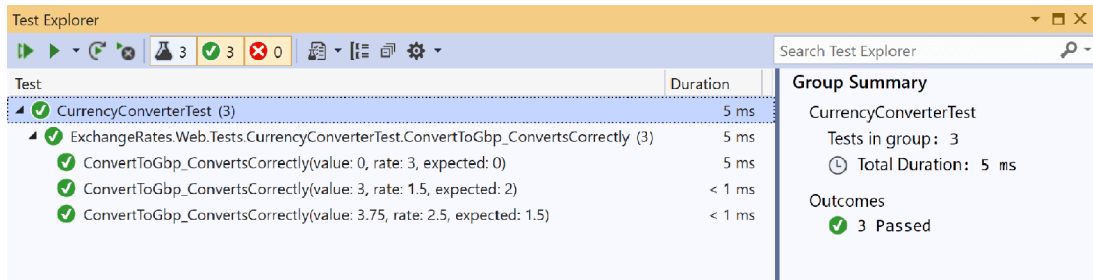 Test Explorer
3 3 0
Search Test Explorer
Test Duration
CurrencyConverterTest (3) 5 ms
ExchangeRates.Web.Tests.CurrencyConverterTest.ConvertToGbp_ConvertsCorrectly (3) 5 ms
ConvertToGbp_ConvertsCorrectly(value: 0, rate: 3, expected: 0) 5 ms
ConvertToGbp_ConvertsCorrectly(value: 3, rate: 1.5, expected: 2) < 1 ms
ConvertToGbp_ConvertsCorrectly(value: 3.75, rate: 2.5, expected: 1.5) < 1 ms
Group Summary
CurrencyConverterTest
Tests in group: 3
Total Duration: 5 ms
Outcomes
3 Passed